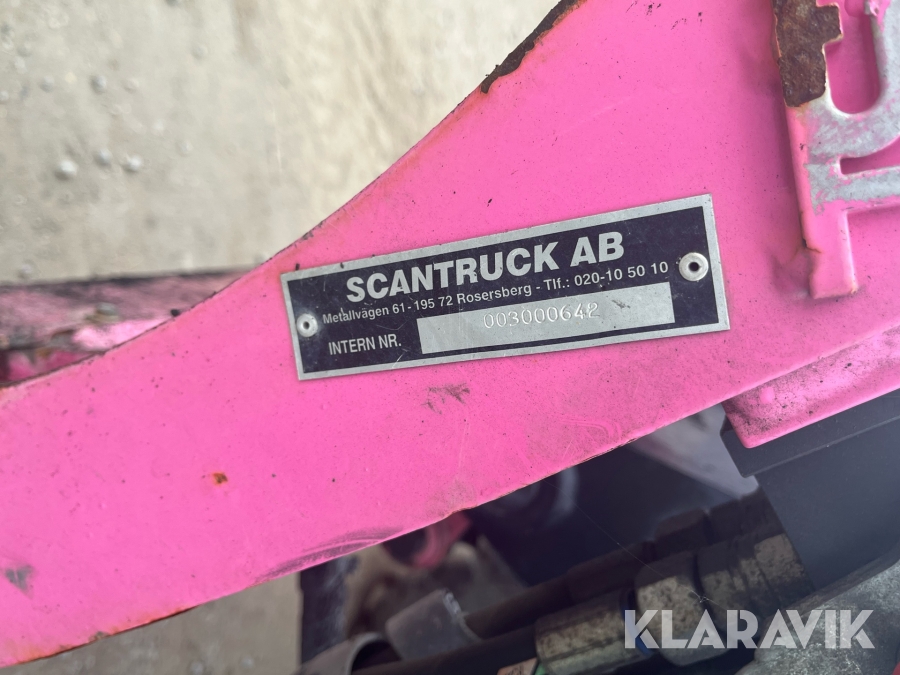 SCANTRUCK AB
Metallvägen 61 - 195 72 Rosersberg - Tlf.: 020-10 50 10
INTERN NR. 003000642
KLARAVIK